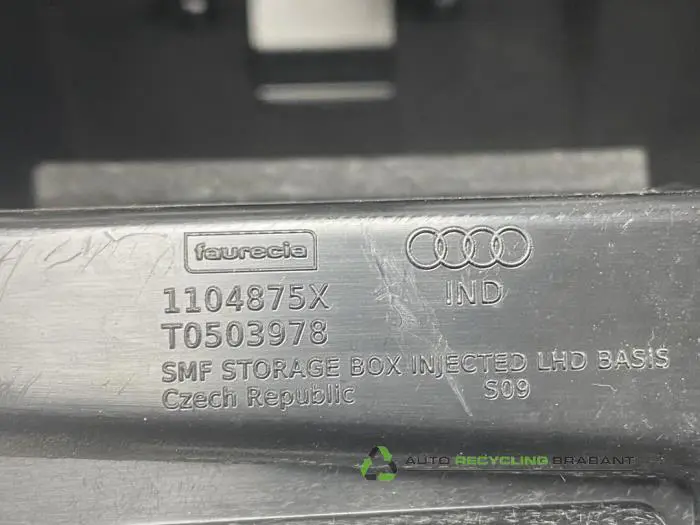 faurecia
1104875X IND
T0503978
SMF STORAGE BOX INJECTED LHD BASIS
Czech Republic S09
AUTO RECYCLING BRABANT